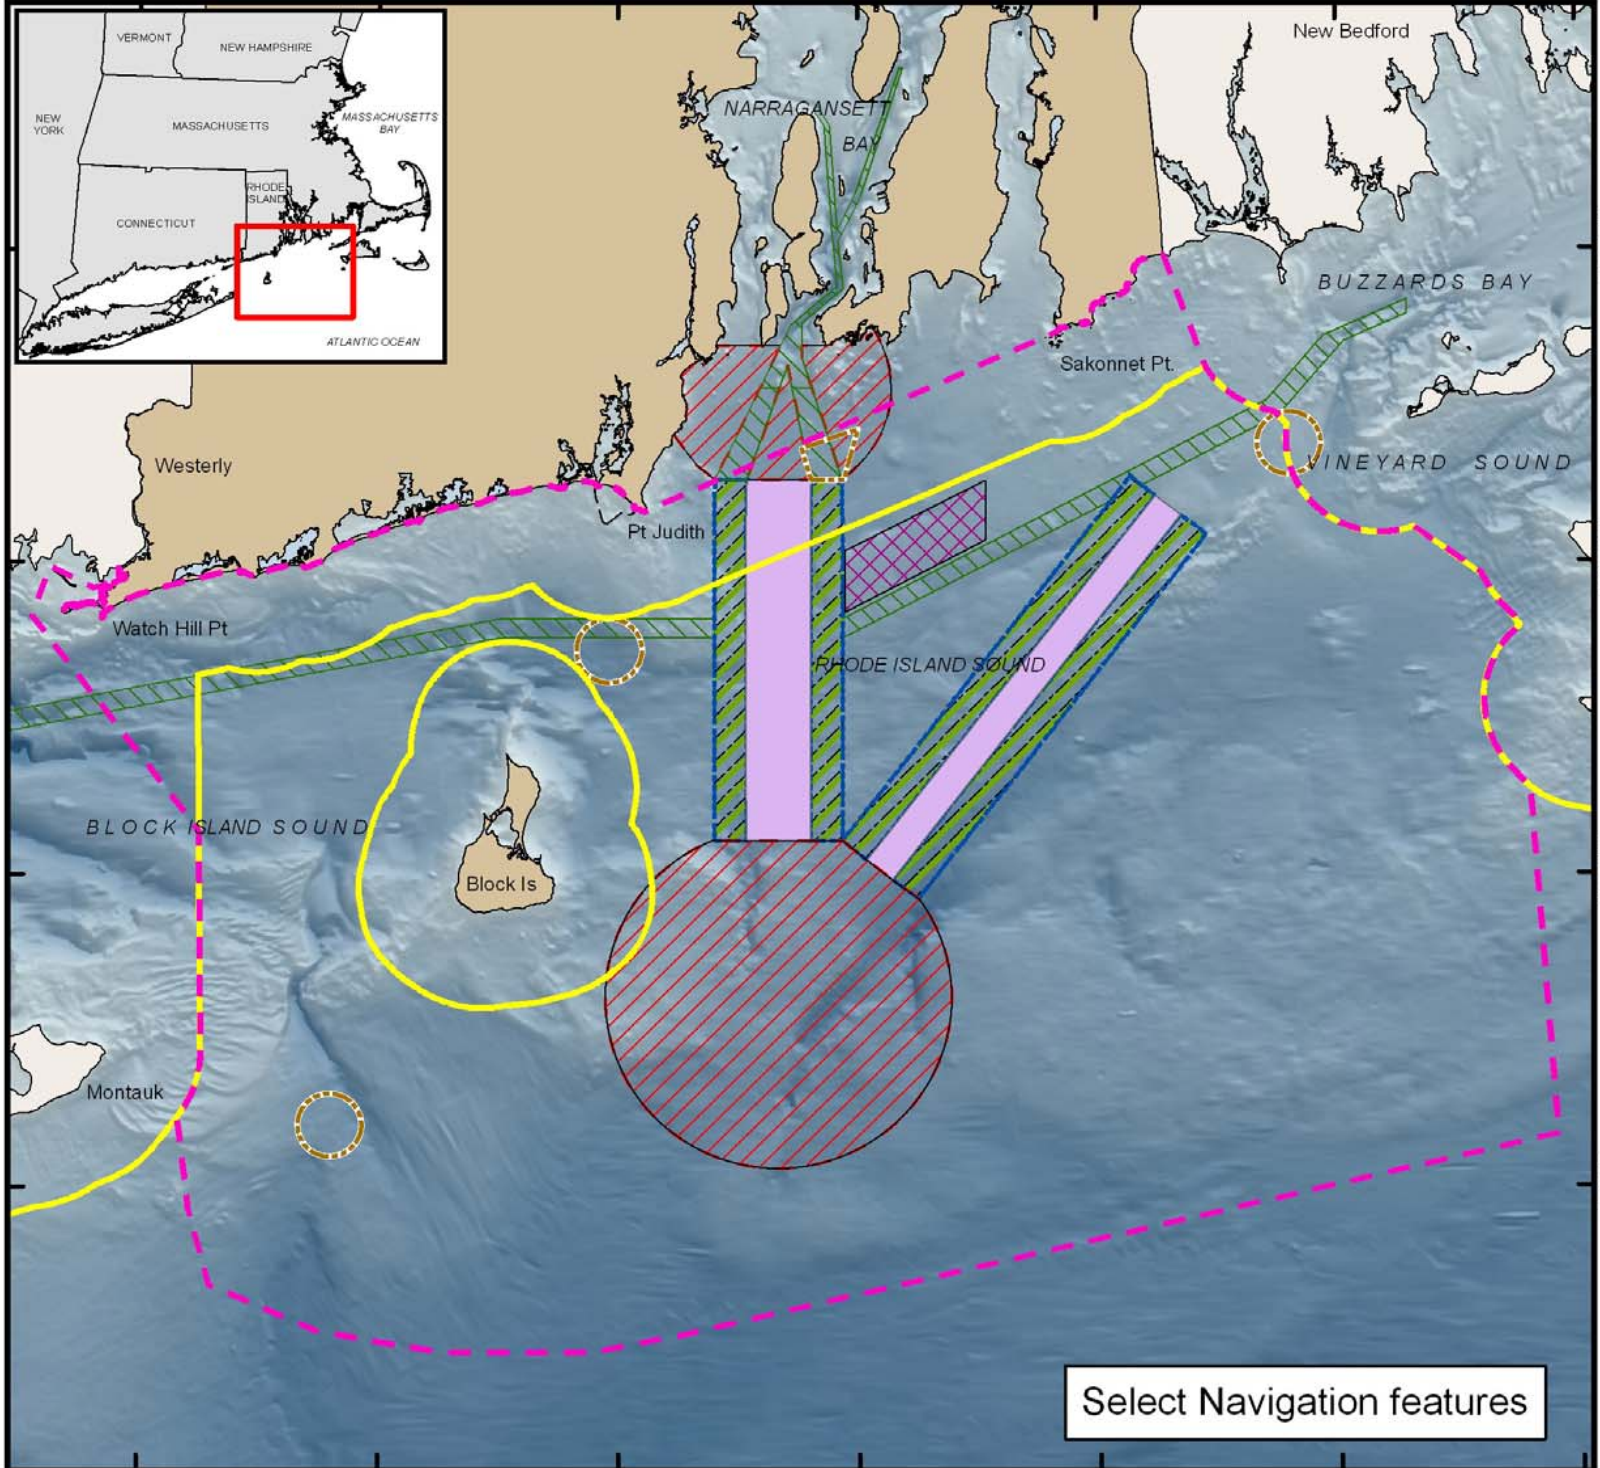 VERMONT
NEW HAMPSHIRE
NEW
YORK
MASSACHUSETTS
MASSACHUSETTS
BAY
RHODE
ISLAND
CONNECTICUT
ATLANTIC OCEAN
New Bedford
NARRAGANSETT
BAY
BUZZARDS BAY
Sakonnet Pt.
Westerly
VINEYARD SOUND
Pt Judith
Watch Hill Pt
RHODE ISLAND SOUND
BLOCK ISLAND SOUND
Block Is
Montauk
Select Navigation features